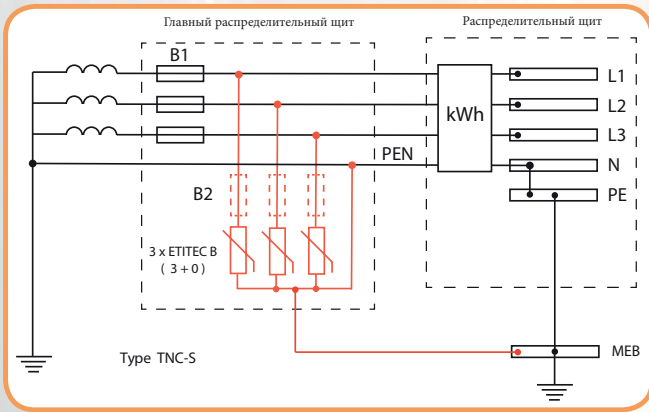 Главный распределительный щит
Распределительный щит
B1
L1
L2
kWh
L3
PEN
N
B2
PE
3 x ETITEC B
( 3 + 0 )
Type TNC-S
MEB